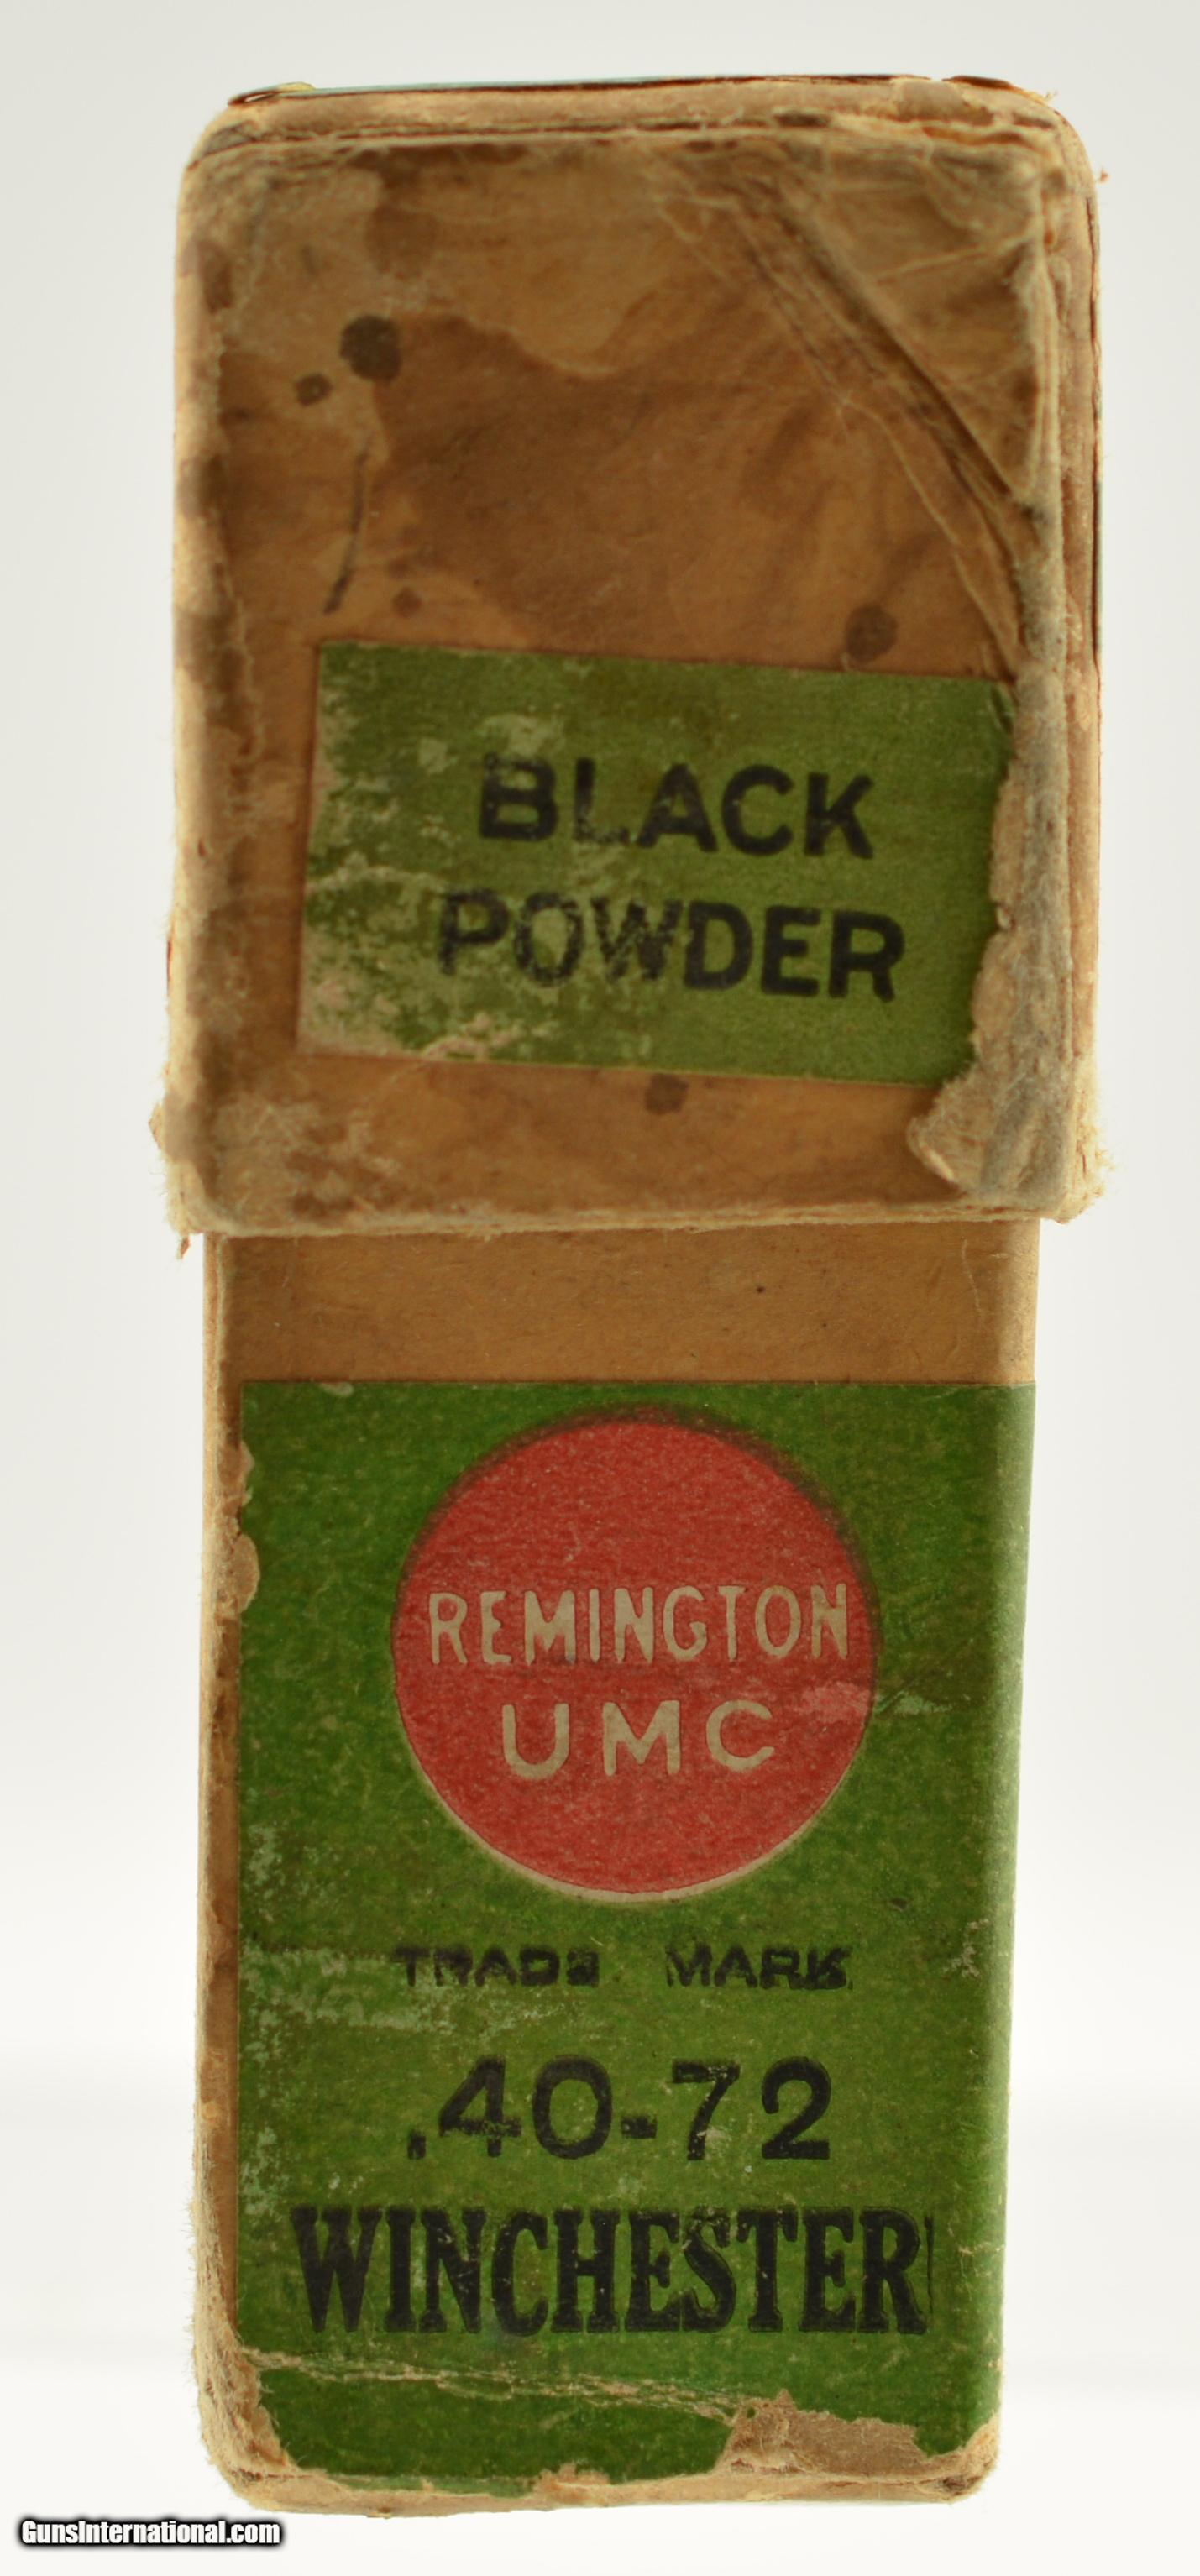 BLACK
POWDER
REMINGTON
UMC
TRADE MARK
.40-72
WINCHESTER
GunsInternational.com